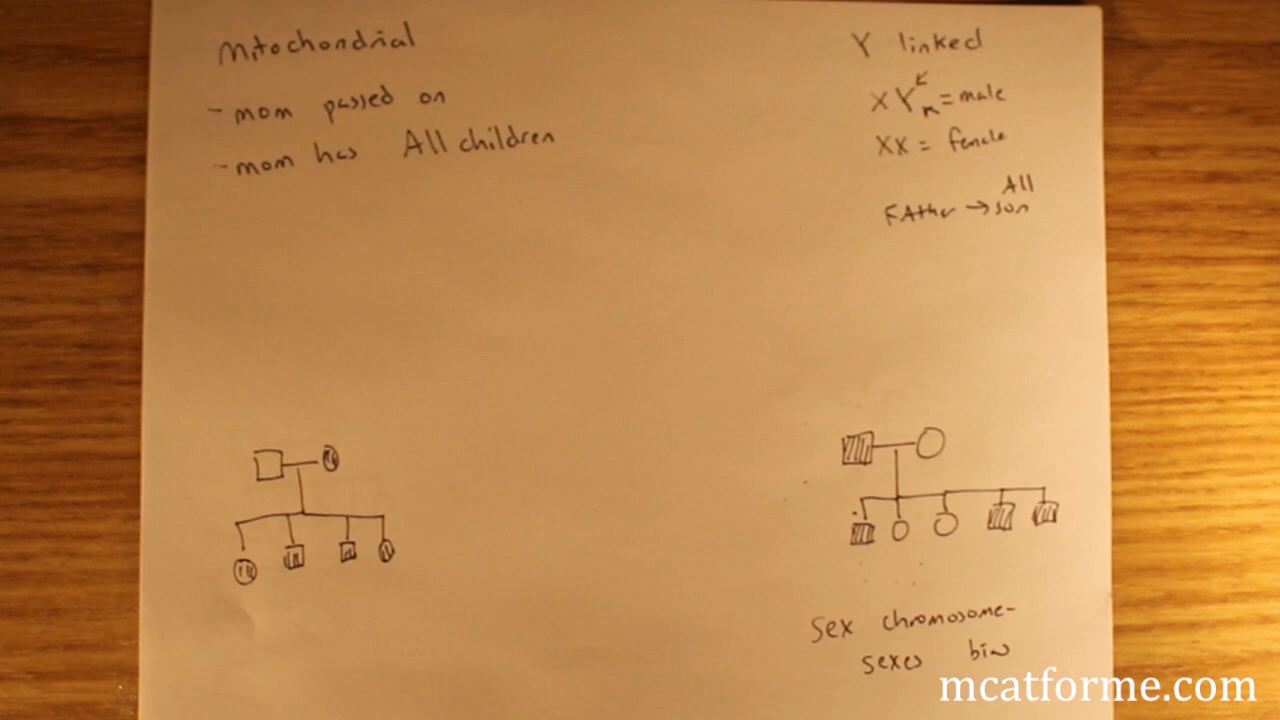 Mitochondrial
- mom passed on
- mom has All children
Y linked
XY = male
XX = female
All
FAther → son
Sex chromosome-
sexes bias
mcatforme.com